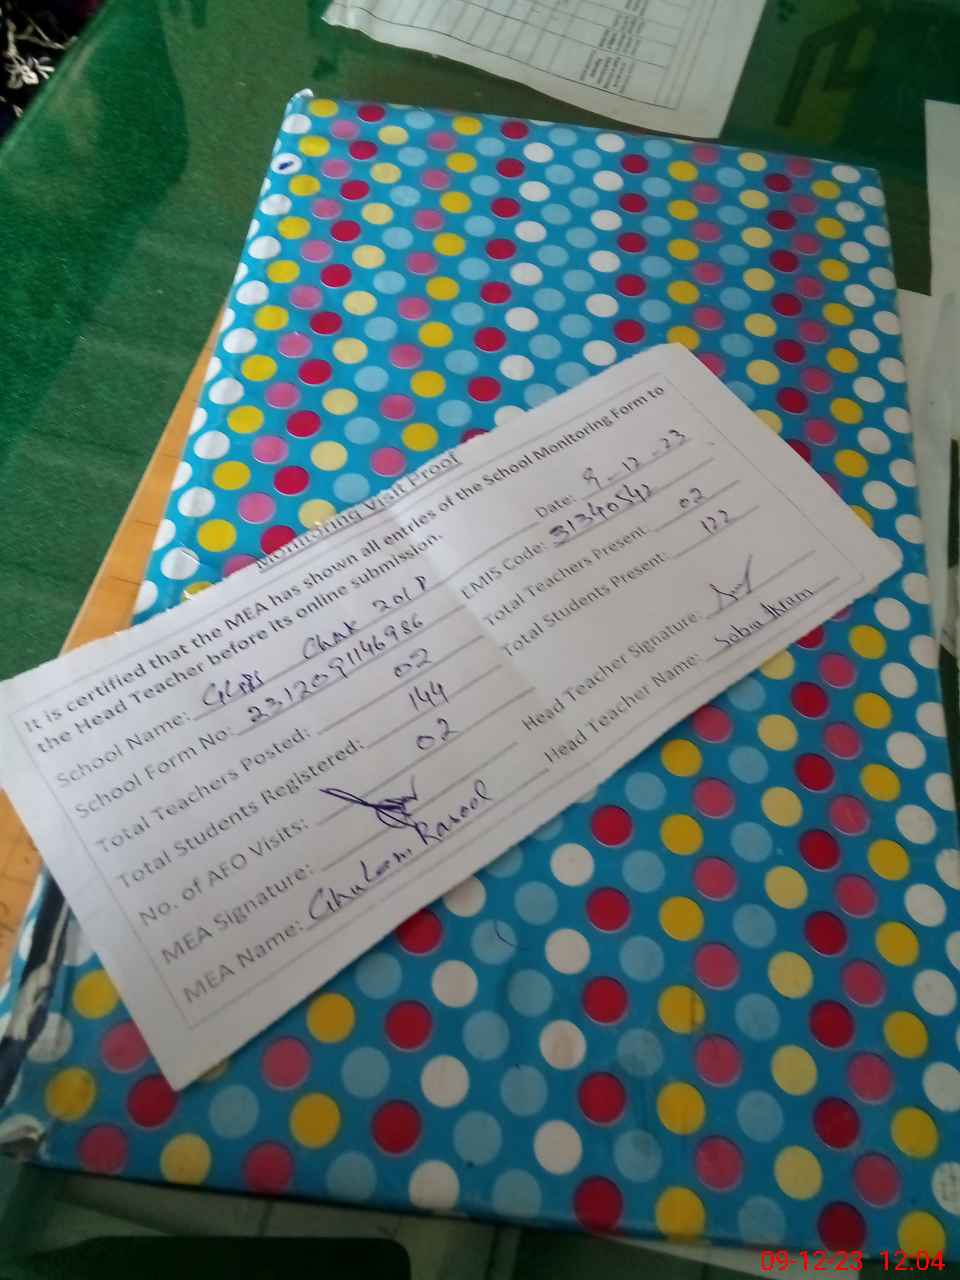 Monitoring Visit Proof
It is certified that the MEA has shown all entries of the School Monitoring Form to
the Head Teacher before its online submission.
Date: 9-12-23
School Name: GGPS Chak 201 P
EMIS Code: 31340542
School Form No: 2312091146986
Total Teachers Present: 02
Total Teachers Posted: 02
Total Students Present: 122
Total Students Registered: 144
No. of AFO Visits: 02
Head Teacher Signature:
MEA Signature:
Head Teacher Name: Sobia Akram
MEA Name: Ghulam Rasool
09-12-23 12:04